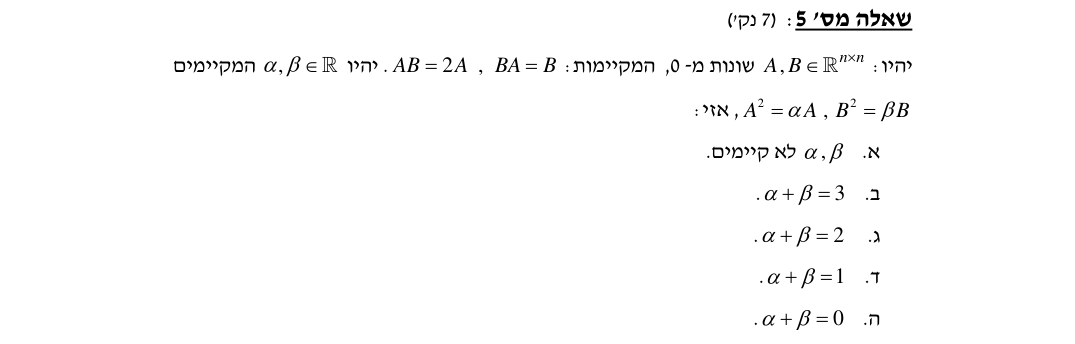 שאלה מס' 5 : (7 נק')
יהיו : A, B ∈ ℝ^{n×n} שונות מ- 0, המקיימות : AB = 2A , BA = B . יהיו α, β ∈ ℝ המקיימים
A² = αA , B² = βB , אזי :
א. α, β לא קיימים.
ב. α + β = 3 .
ג. α + β = 2 .
ד. α + β = 1 .
ה. α + β = 0 .